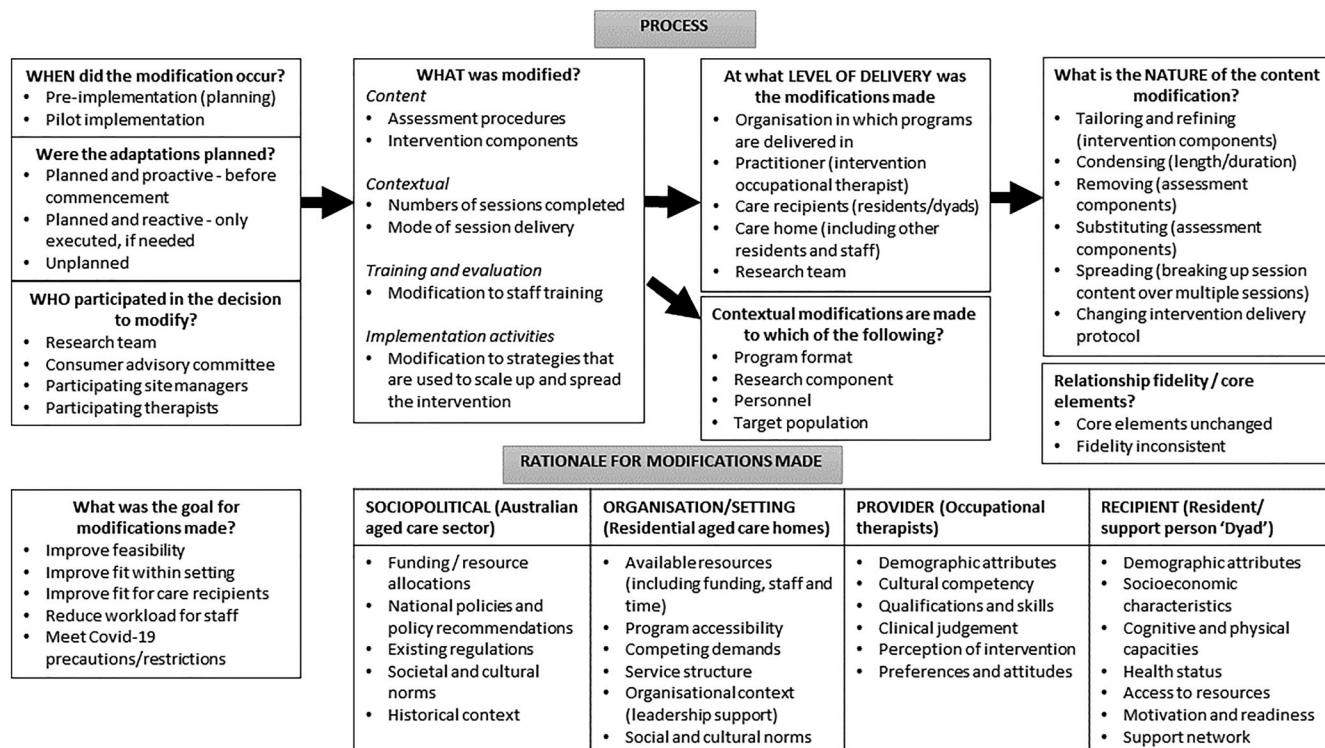 PROCESS
WHEN did the modification occur?
• Pre-implementation (planning)
• Pilot implementation
Were the adaptations planned?
• Planned and proactive - before
commencement
• Planned and reactive - only
executed, if needed
• Unplanned
WHO participated in the decision
to modify?
• Research team
• Consumer advisory committee
• Participating site managers
• Participating therapists
WHAT was modified?
Content
• Assessment procedures
• Intervention components
Contextual
• Numbers of sessions completed
• Mode of session delivery
Training and evaluation
• Modification to staff training
Implementation activities
• Modification to strategies that
are used to scale up and spread
the intervention
At what LEVEL OF DELIVERY was
the modifications made
• Organisation in which programs
are delivered in
• Practitioner (intervention
occupational therapist)
• Care recipients (residents/dyads)
• Care home (including other
residents and staff)
• Research team
Contextual modifications are made
to which of the following?
• Program format
• Research component
• Personnel
• Target population
What is the NATURE of the content
modification?
• Tailoring and refining
(intervention components)
• Condensing (length/duration)
• Removing (assessment
components)
• Substituting (assessment
components)
• Spreading (breaking up session
content over multiple sessions)
• Changing intervention delivery
protocol
Relationship fidelity / core
elements?
• Core elements unchanged
• Fidelity inconsistent
RATIONALE FOR MODIFICATIONS MADE
What was the goal for
modifications made?
• Improve feasibility
• Improve fit within setting
• Improve fit for care recipients
• Reduce workload for staff
• Meet Covid-19
precautions/restrictions
SOCIOPOLITICAL (Australian
aged care sector)
• Funding / resource
allocations
• National policies and
policy recommendations
• Existing regulations
• Societal and cultural
norms
• Historical context
ORGANISATION/SETTING
(Residential aged care homes)
• Available resources
(including funding, staff and
time)
• Program accessibility
• Competing demands
• Service structure
• Organisational context
(leadership support)
• Social and cultural norms
PROVIDER (Occupational
therapists)
• Demographic attributes
• Cultural competency
• Qualifications and skills
• Clinical judgement
• Perception of intervention
• Preferences and attitudes
RECIPIENT (Resident/
support person ‘Dyad’)
• Demographic attributes
• Socioeconomic
characteristics
• Cognitive and physical
capacities
• Health status
• Access to resources
• Motivation and readiness
• Support network